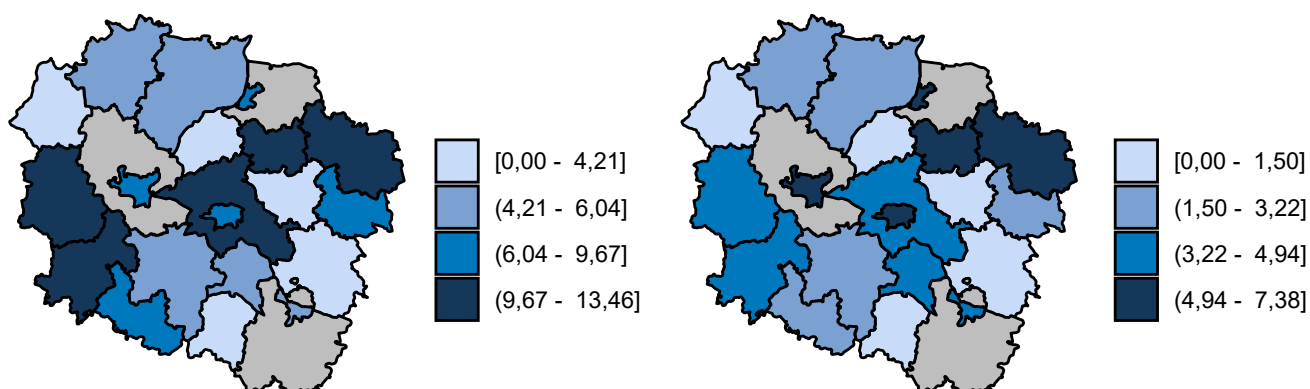 [0,00 - 4,21]
(4,21 - 6,04]
(6,04 - 9,67]
(9,67 - 13,46]
[0,00 - 1,50]
(1,50 - 3,22]
(3,22 - 4,94]
(4,94 - 7,38]